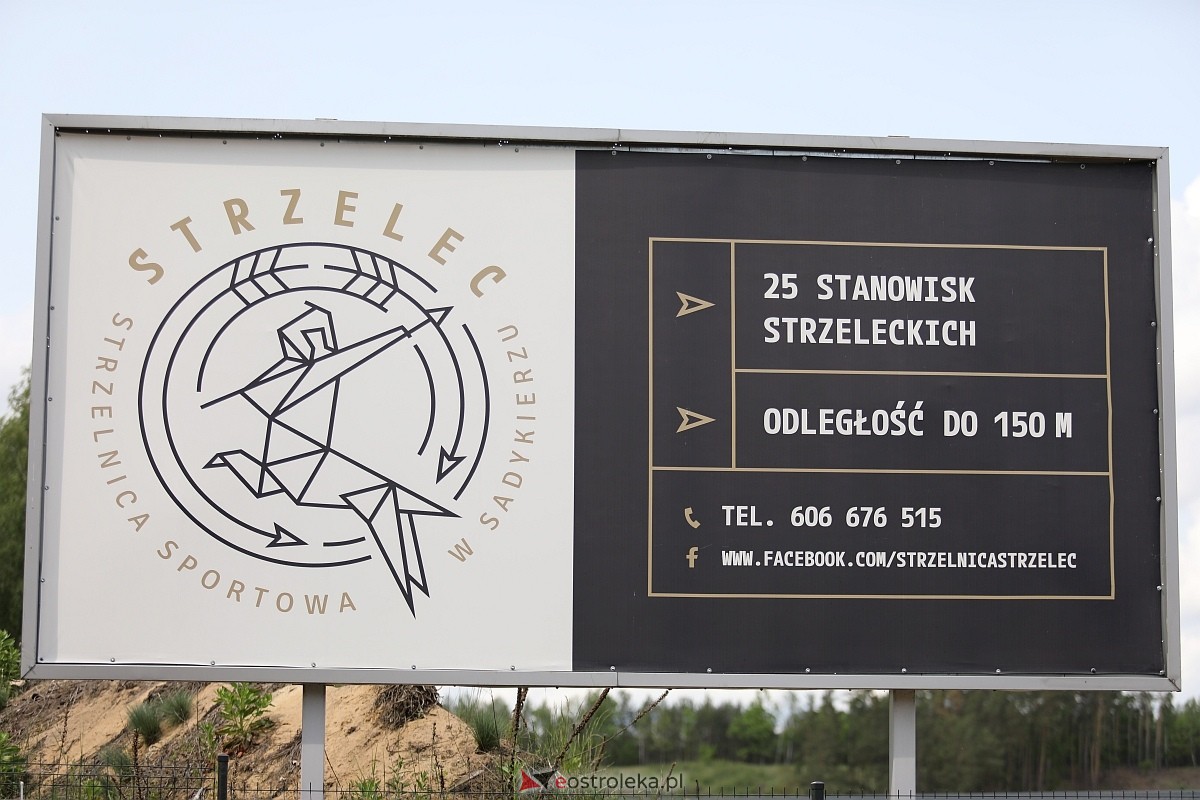 STRZELEC
STRZELNICA SPORTOWA
W SADYKIERZU
25 STANOWISK
STRZELECKICH
ODLEGŁOŚĆ DO 150 M
TEL. 606 676 515
WWW.FACEBOOK.COM/STRZELNICASTRZELEC
eostroleka.pl